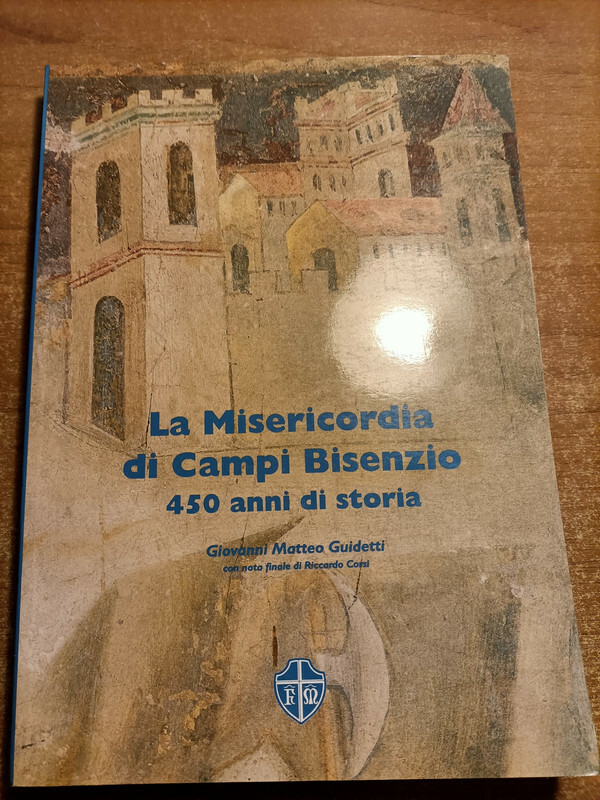 La Misericordia
di Campi Bisenzio
450 anni di storia
Giovanni Matteo Guidetti
con nota finale di Riccardo Corsi
F M